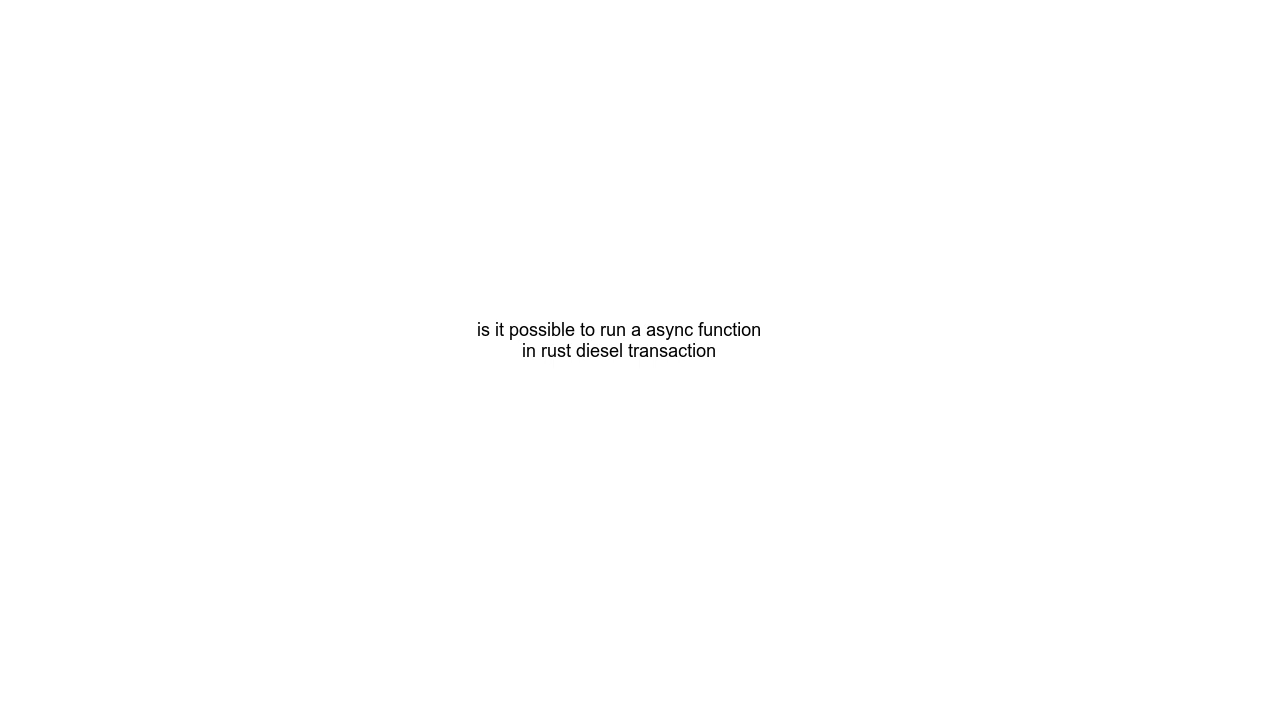 is it possible to run a async function
in rust diesel transaction